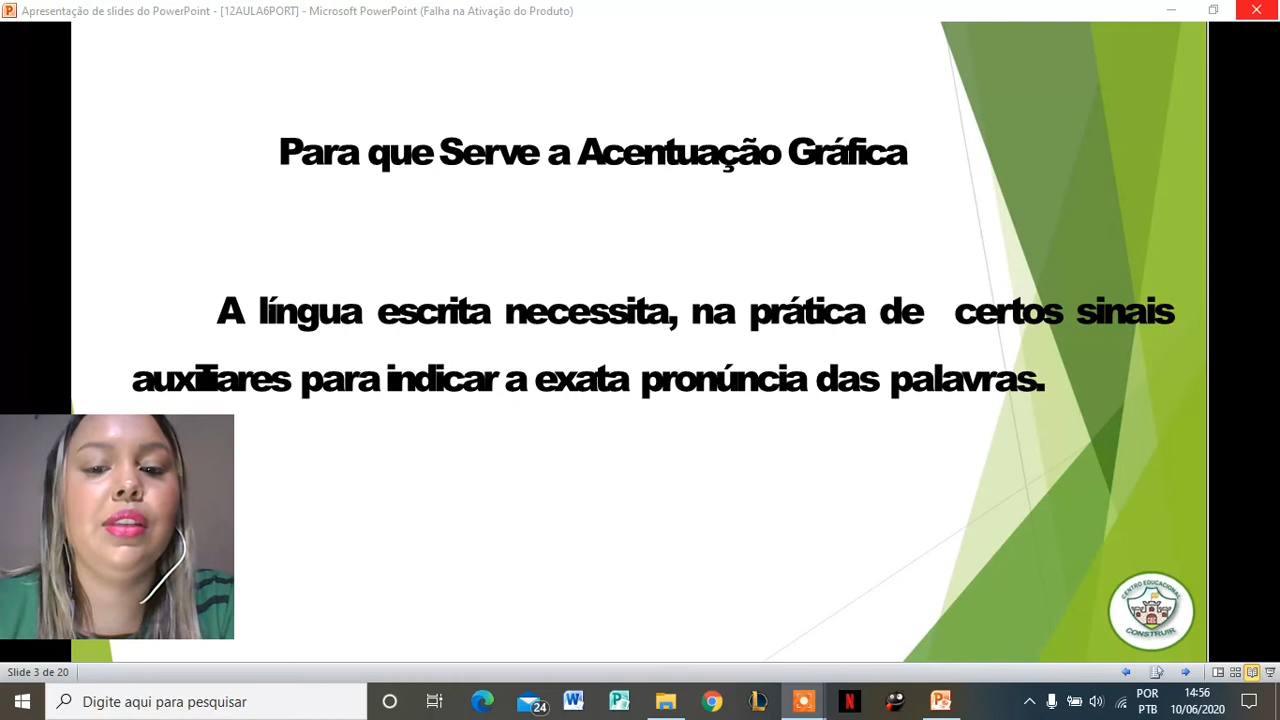 Apresentação de slides do PowerPoint - [12AULA6PORT] - Microsoft PowerPoint (Falha na Ativação do Produto)
Para que Serve a Acentuação Gráfica
A língua escrita necessita, na prática de certos sinais
auxiliares para indicar a exata pronúncia das palavras.
CENTRO EDUCACIONAL
CEC
CONSTRUIR
Slide 3 de 20
Digite aqui para pesquisar
24
POR
PTB
14:56
10/06/2020